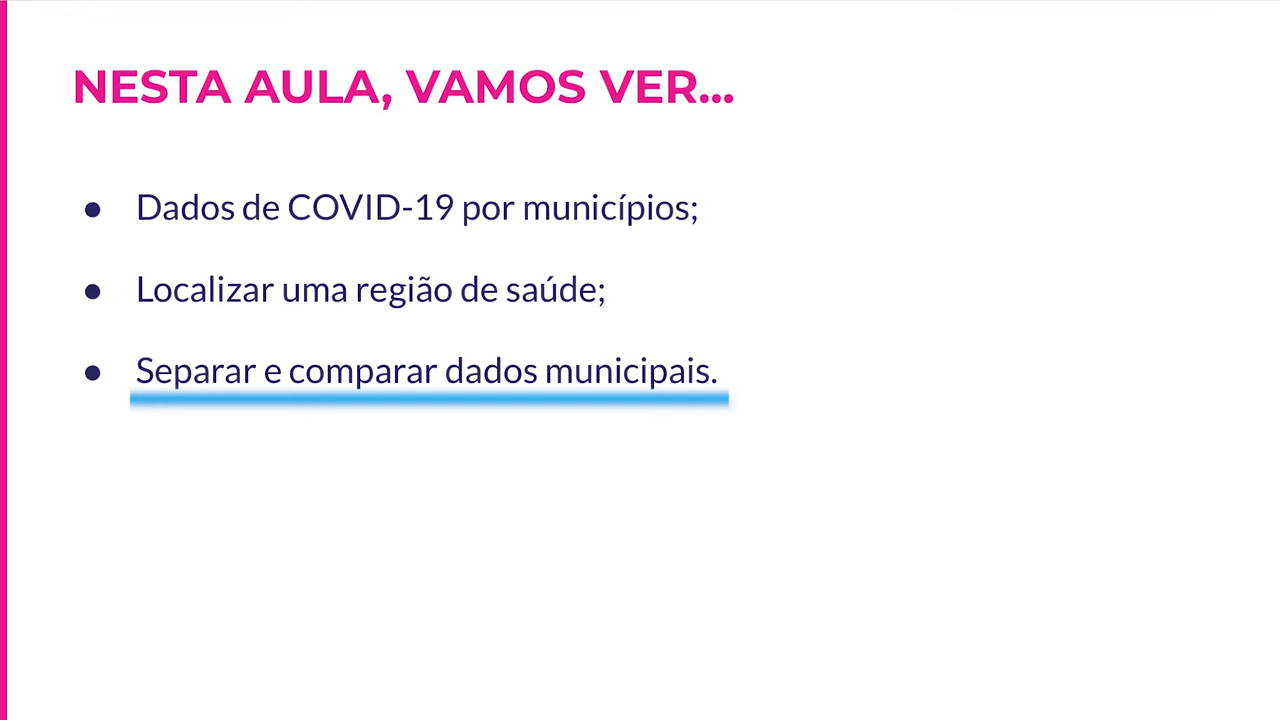 NESTA AULA, VAMOS VER...
● Dados de COVID-19 por municípios;
● Localizar uma região de saúde;
● Separar e comparar dados municipais.